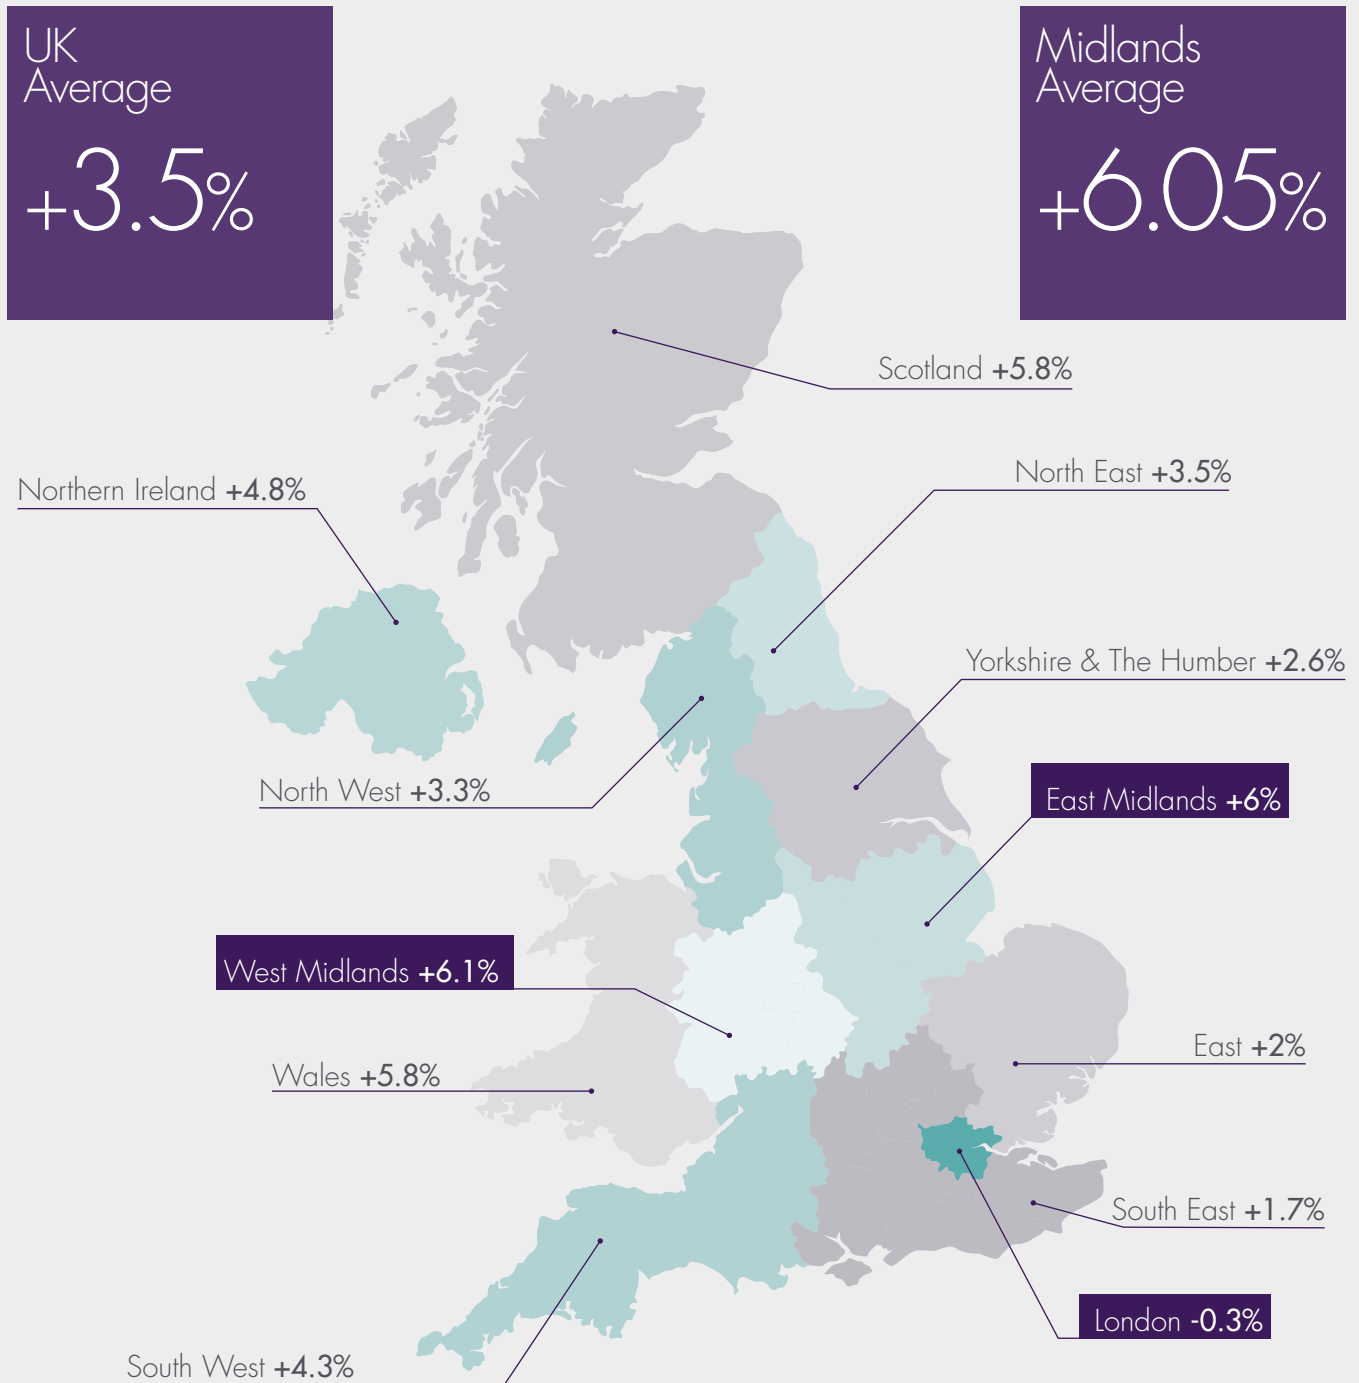 UK
Average
+3.5%
Midlands
Average
+6.05%
Scotland +5.8%
North East +3.5%
Northern Ireland +4.8%
Yorkshire & The Humber +2.6%
North West +3.3%
East Midlands +6%
West Midlands +6.1%
East +2%
Wales +5.8%
South East +1.7%
London -0.3%
South West +4.3%